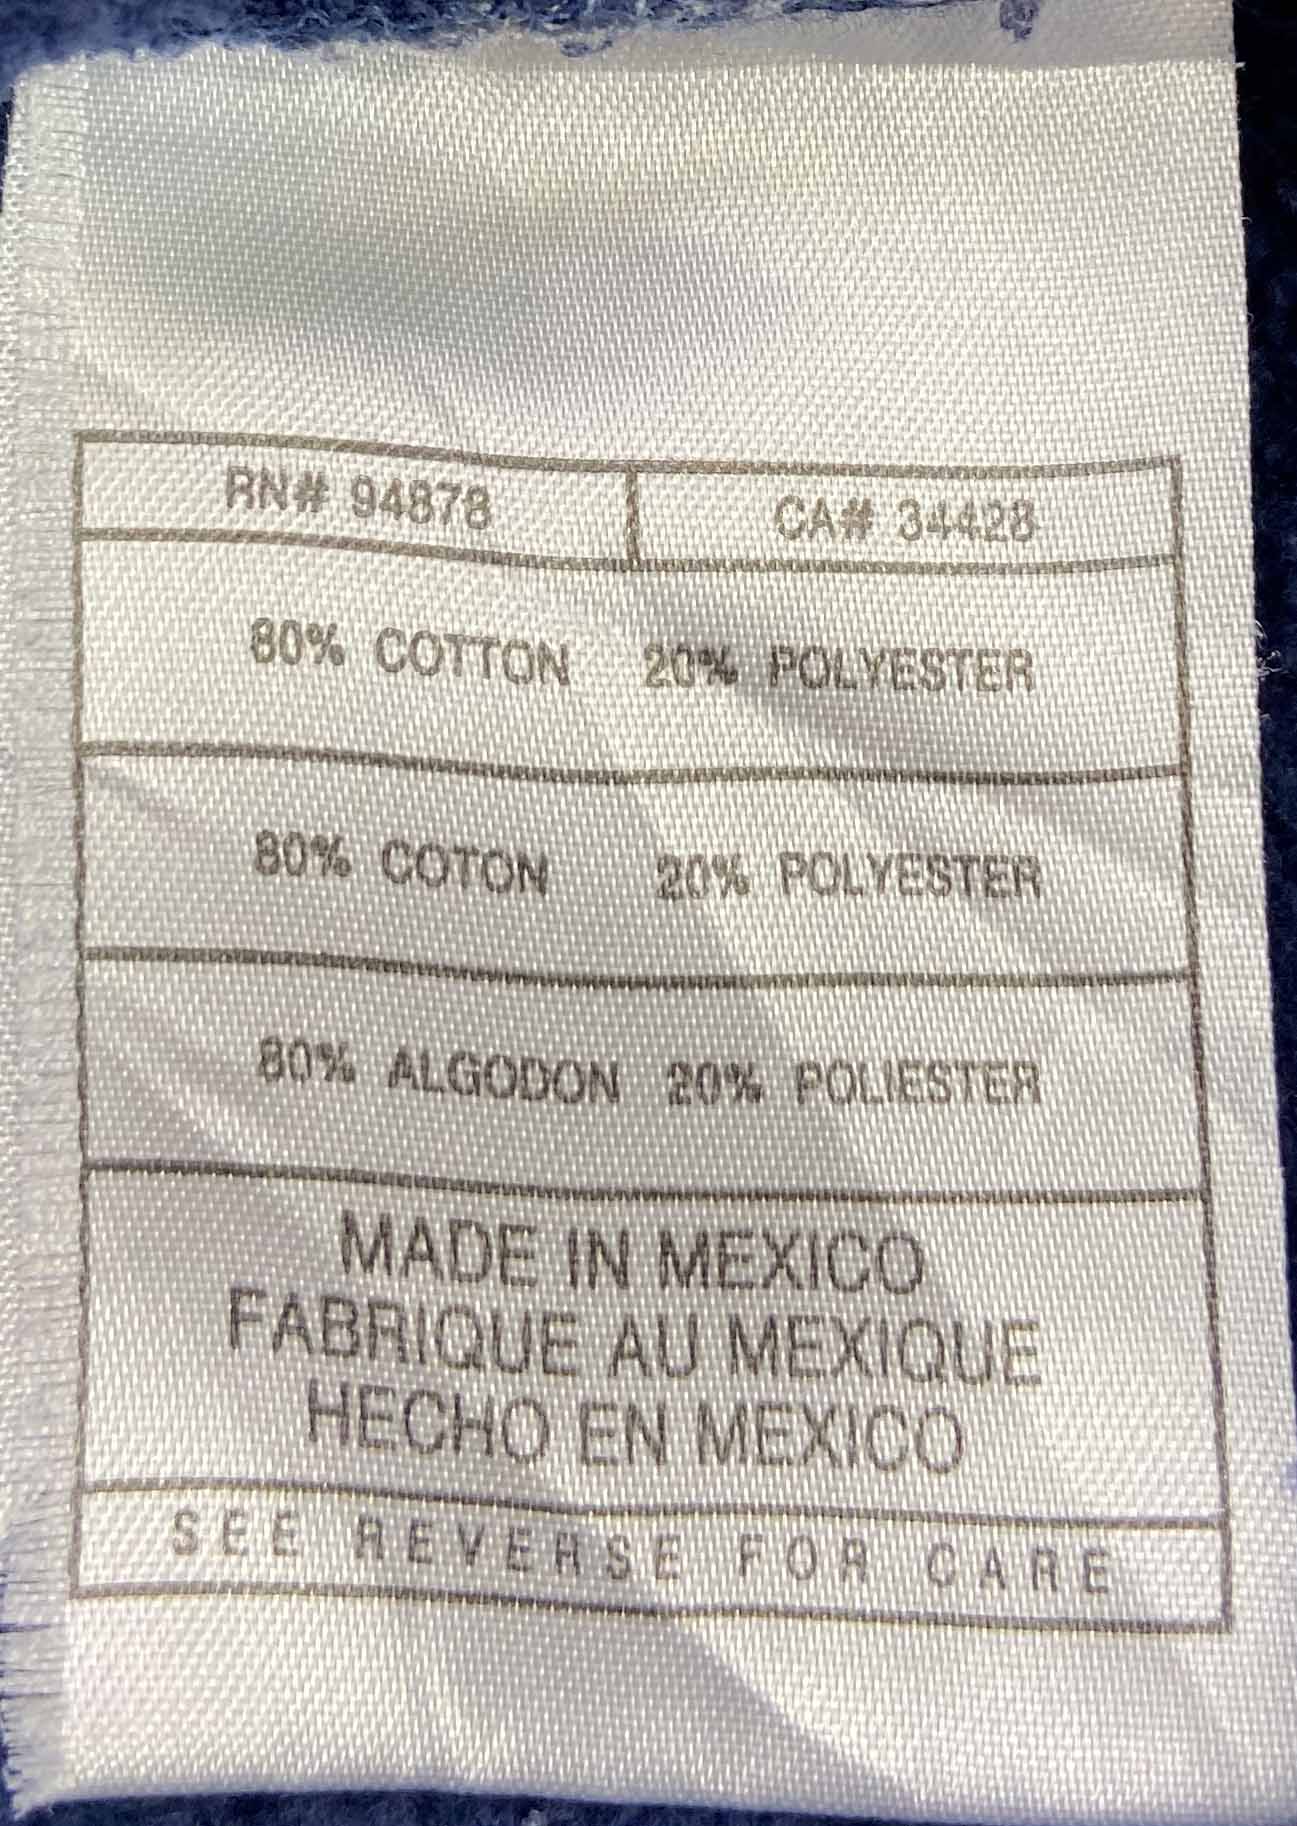 RN# 94878 CA# 34428
80% COTTON 20% POLYESTER
80% COTON 20% POLYESTER
80% ALGODON 20% POLIESTER
MADE IN MEXICO
FABRIQUE AU MEXIQUE
HECHO EN MEXICO
SEE REVERSE FOR CARE